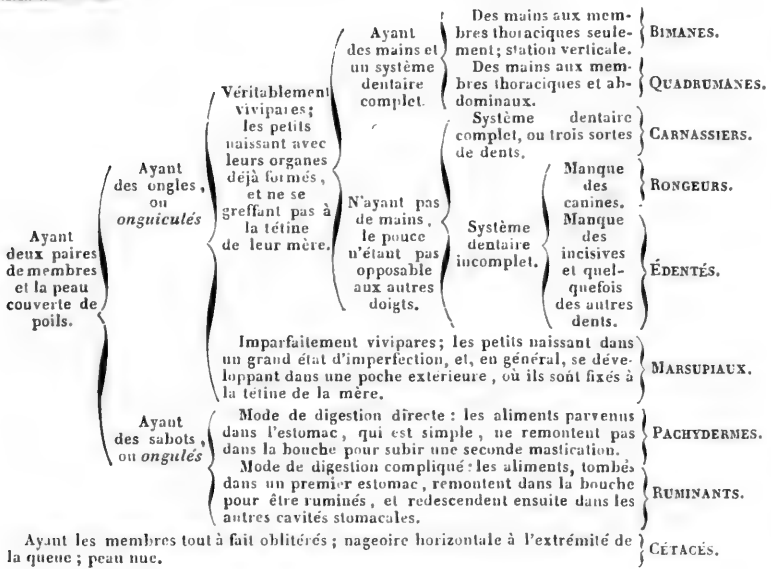 Ayant
deux paires
de membres
et la peau
couverte de
poils.
Ayant
des ongles,
ou
onguiculés
Véritablement
vivipares;
les petits
naissant avec
leurs organes
déjà formés,
et ne se
greffant pas à
la tétine
de leur mère.
Ayant
des mains et
un système
dentaire
complet.
Des mains aux mem-
bres thoraciques seule-
ment; station verticale.
BIMANES.
Des mains aux mem-
bres thoraciques et ab-
dominaux.
QUADRUMANES.
N'ayant pas
de mains,
le pouce
n'étant pas
opposable
aux autres
doigts.
Système dentaire
complet, ou trois sortes
de dents.
CARNASSIERS.
Système
dentaire
incomplet.
Manque
des
canines.
RONGEURS.
Manque
des
incisives
et quel-
quefois
des autres
dents.
ÉDENTÉS.
Imparfaitement vivipares; les petits naissant dans
un grand état d'imperfection, et, en général, se déve-
loppant dans une poche extérieure, où ils sont fixés à
la tétine de la mère.
MARSUPIAUX.
Ayant
des sabots,
ou ongulés
Mode de digestion directe : les aliments parvenus
dans l'estomac, qui est simple, ne remontent pas
dans la bouche pour subir une seconde mastication.
PACHYDERMES.
Mode de digestion compliqué : les aliments, tombés
dans un premier estomac, remontent dans la bouche
pour être ruminés, et redescendent ensuite dans les
autres cavités stomacales.
RUMINANTS.
Ayant les membres tout à fait oblitérés; nageoire horizontale à l'extrémité de
la queue; peau nue.
CÉTACÉS.